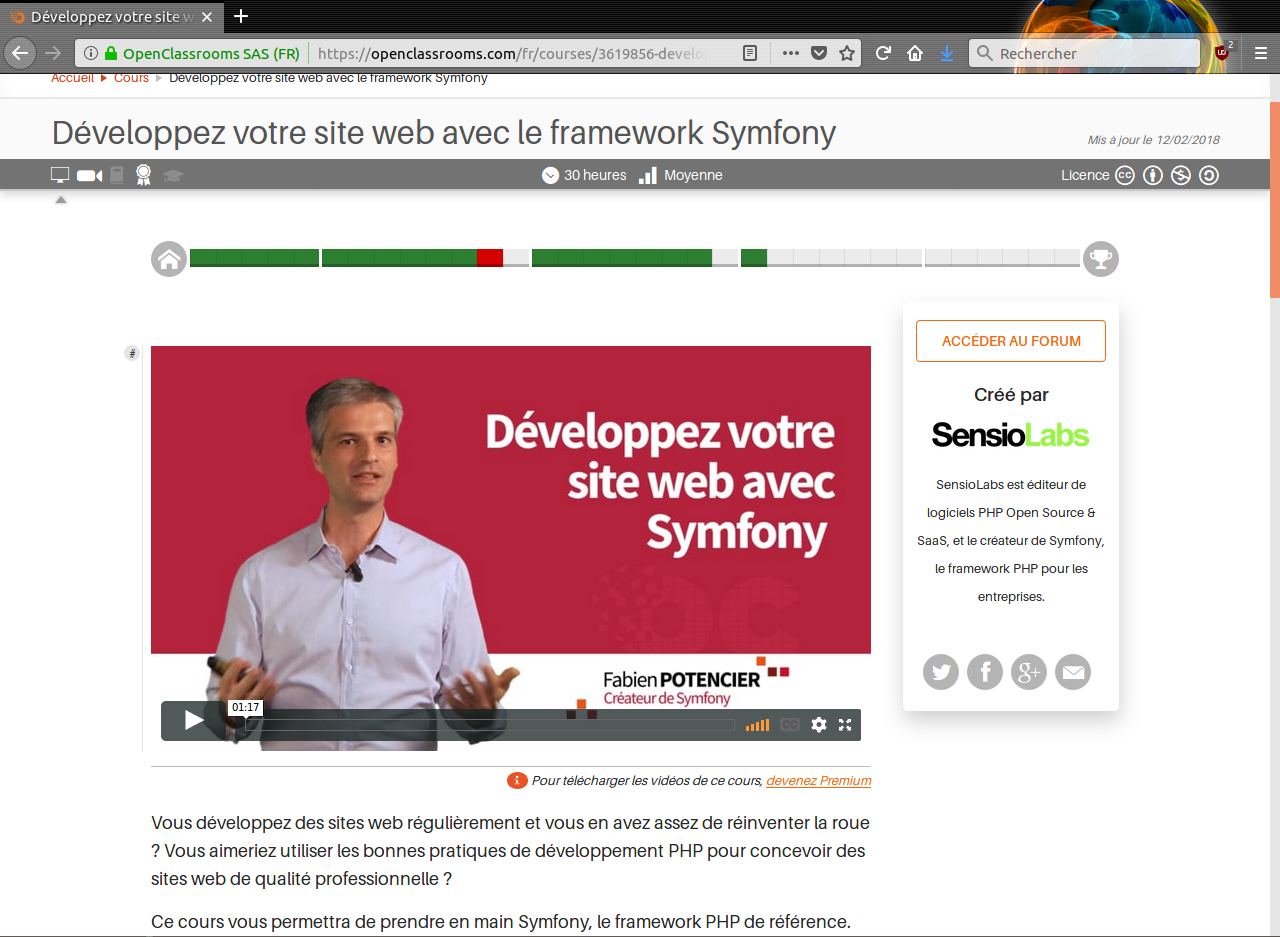 Développez votre site w
OpenClassrooms SAS (FR)
https://openclassrooms.com/fr/courses/3619856-develo
Rechercher
2
Accueil
Cours
Développez votre site web avec le framework Symfony
Développez votre site web avec le framework Symfony
Mis à jour le 12/02/2018
30 heures
Moyenne
Licence
cc
#
Développez votre
site web avec
Symfony
oc
Fabien POTENCIER
Créateur de Symfony
01:17
CC
ACCÉDER AU FORUM
Créé par
SensioLabs
SensioLabs est éditeur de
logiciels PHP Open Source &
SaaS, et le créateur de Symfony,
le framework PHP pour les
entreprises.
g+
Pour télécharger les vidéos de ce cours, devenez Premium
Vous développez des sites web régulièrement et vous en avez assez de réinventer la roue
? Vous aimeriez utiliser les bonnes pratiques de développement PHP pour concevoir des
sites web de qualité professionnelle ?
Ce cours vous permettra de prendre en main Symfony, le framework PHP de référence.